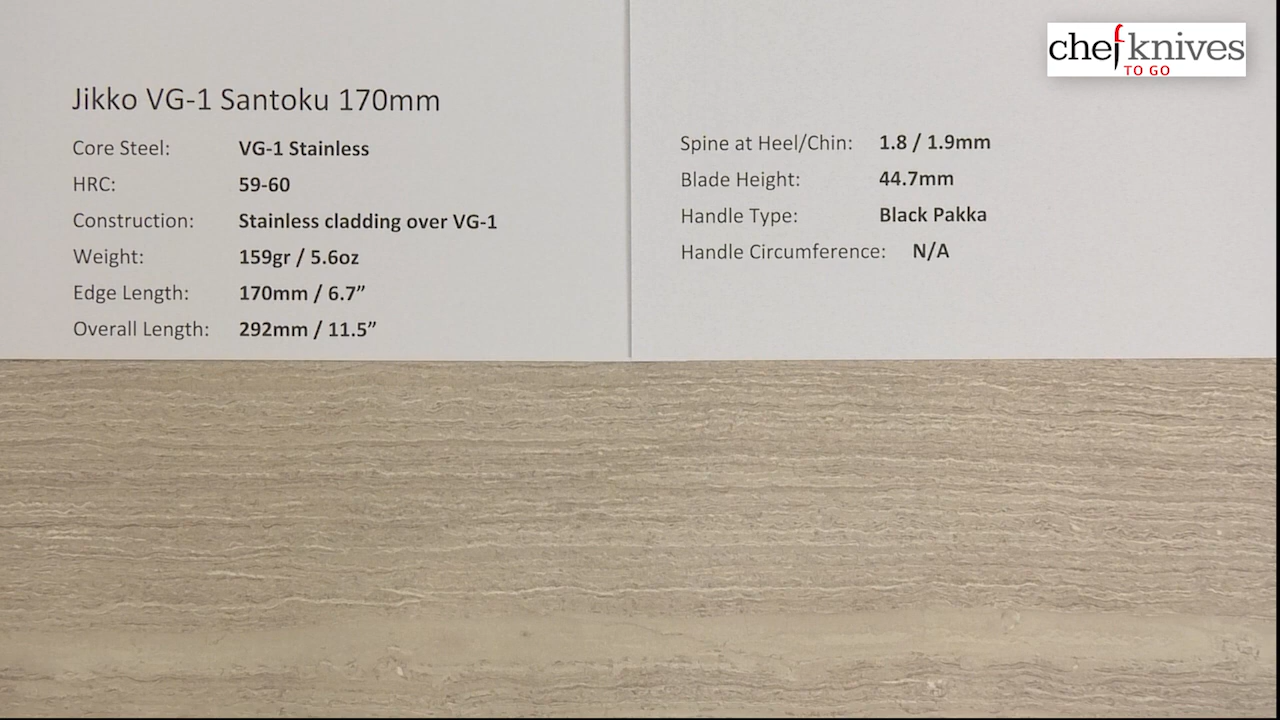 chefknives
TO GO
Jikko VG-1 Santoku 170mm
Core Steel: VG-1 Stainless
HRC: 59-60
Construction: Stainless cladding over VG-1
Weight: 159gr / 5.6oz
Edge Length: 170mm / 6.7”
Overall Length: 292mm / 11.5”
Spine at Heel/Chin: 1.8 / 1.9mm
Blade Height: 44.7mm
Handle Type: Black Pakka
Handle Circumference: N/A